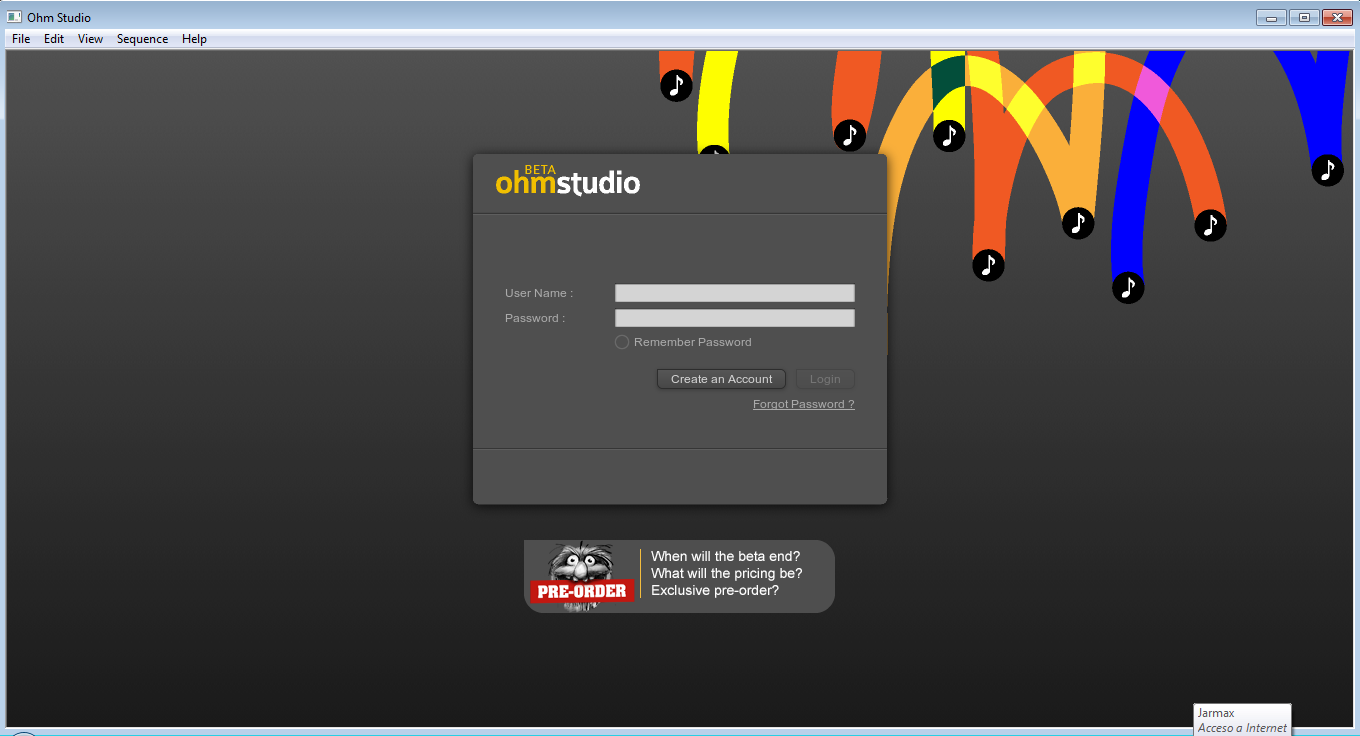 Ohm Studio
File Edit View Sequence Help
BETA
ohmstudio
User Name :
Password :
Remember Password
Create an Account Login
Forgot Password ?
PRE-ORDER
When will the beta end?
What will the pricing be?
Exclusive pre-order?
Jarmax
Acceso a Internet